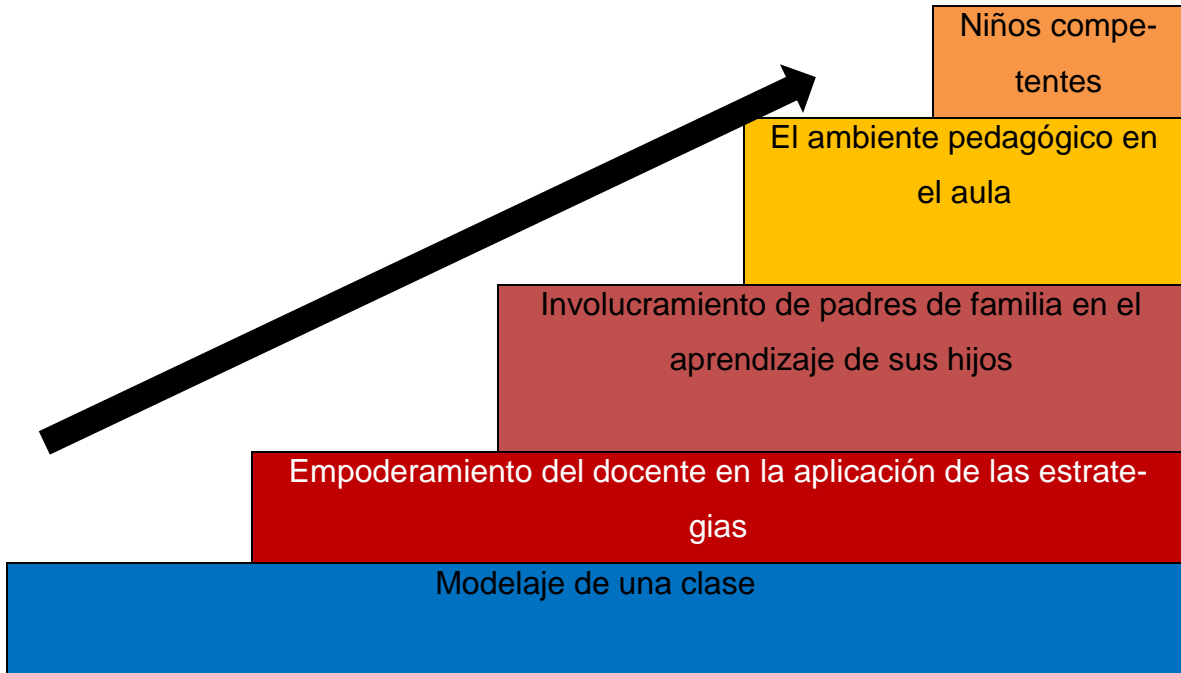 Niños compe-
tentes
El ambiente pedagógico en
el aula
Involucramiento de padres de familia en el
aprendizaje de sus hijos
Empoderamiento del docente en la aplicación de las estrate-
gias
Modelaje de una clase